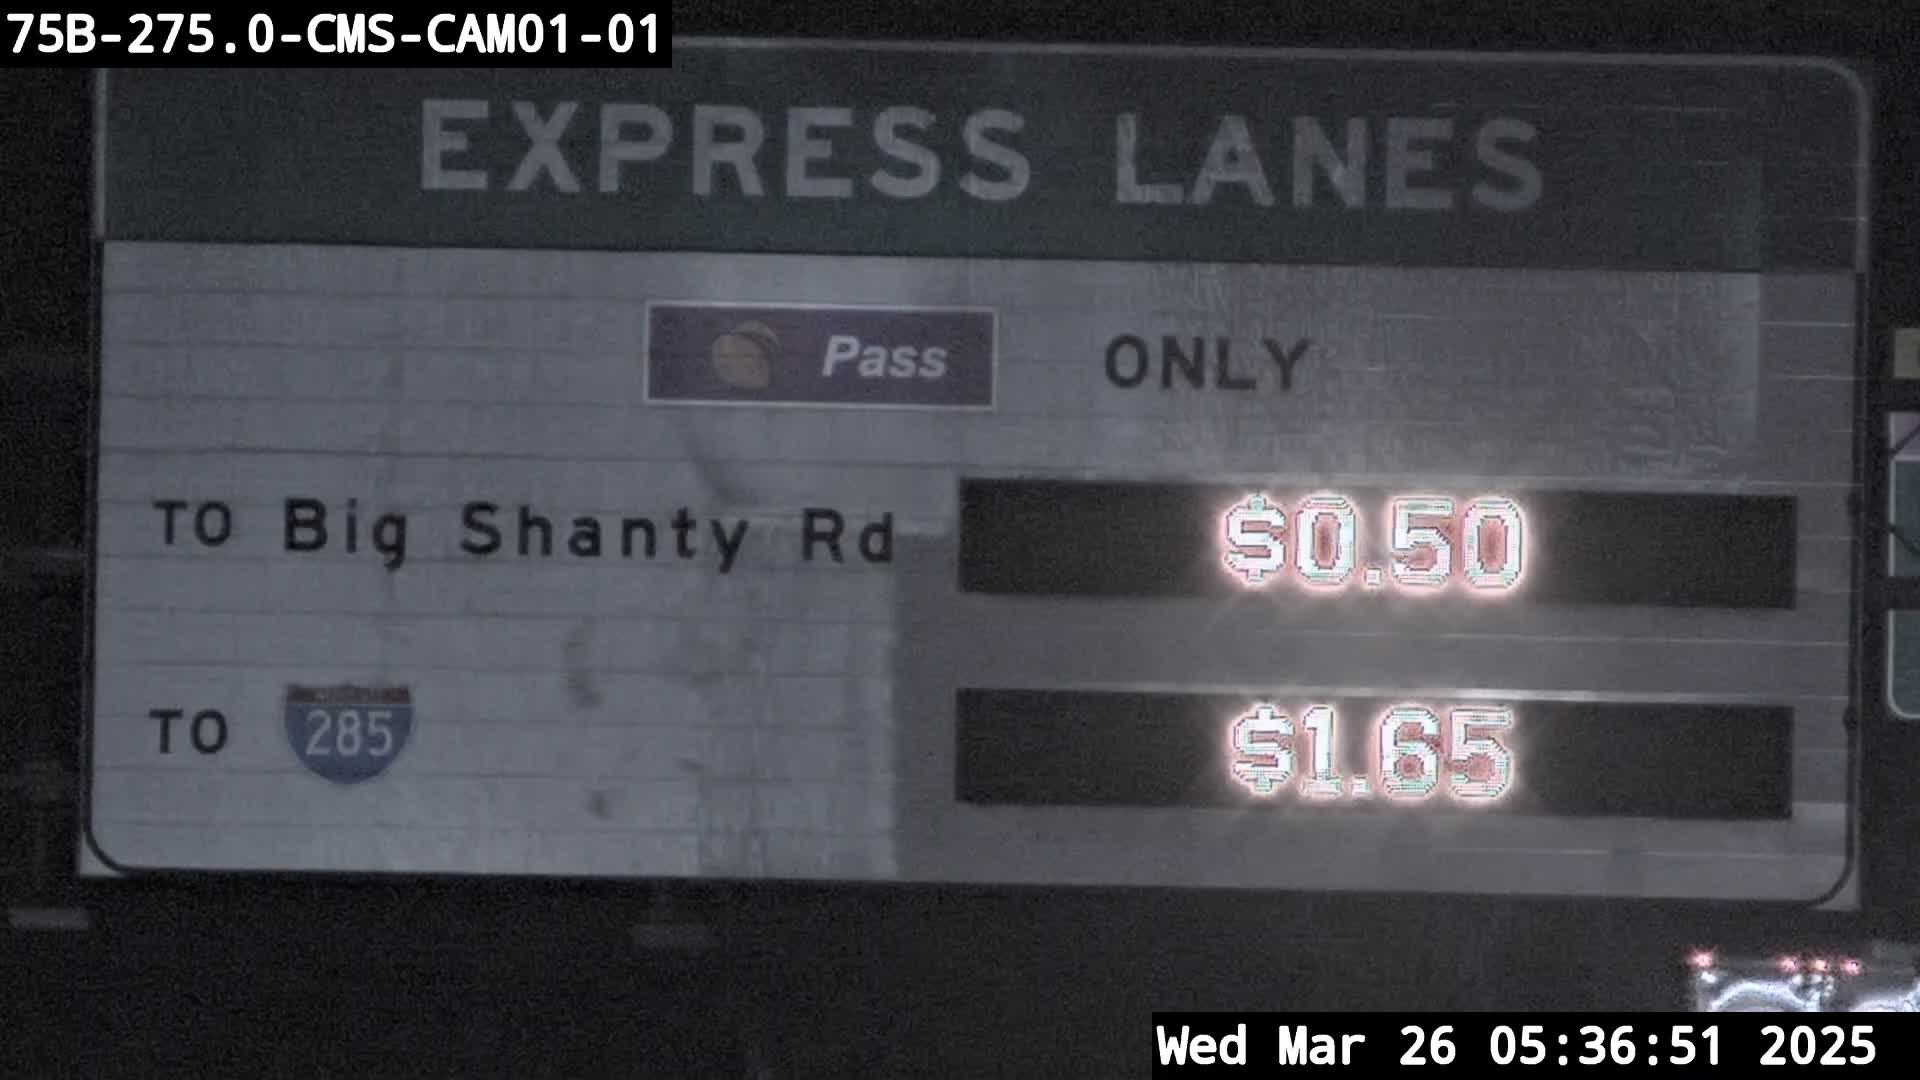 75B-275.0-CMS-CAM01-01
EXPRESS LANES
Pass ONLY
TO Big Shanty Rd $0.50
TO 285 $1.65
Wed Mar 26 05:36:51 2025